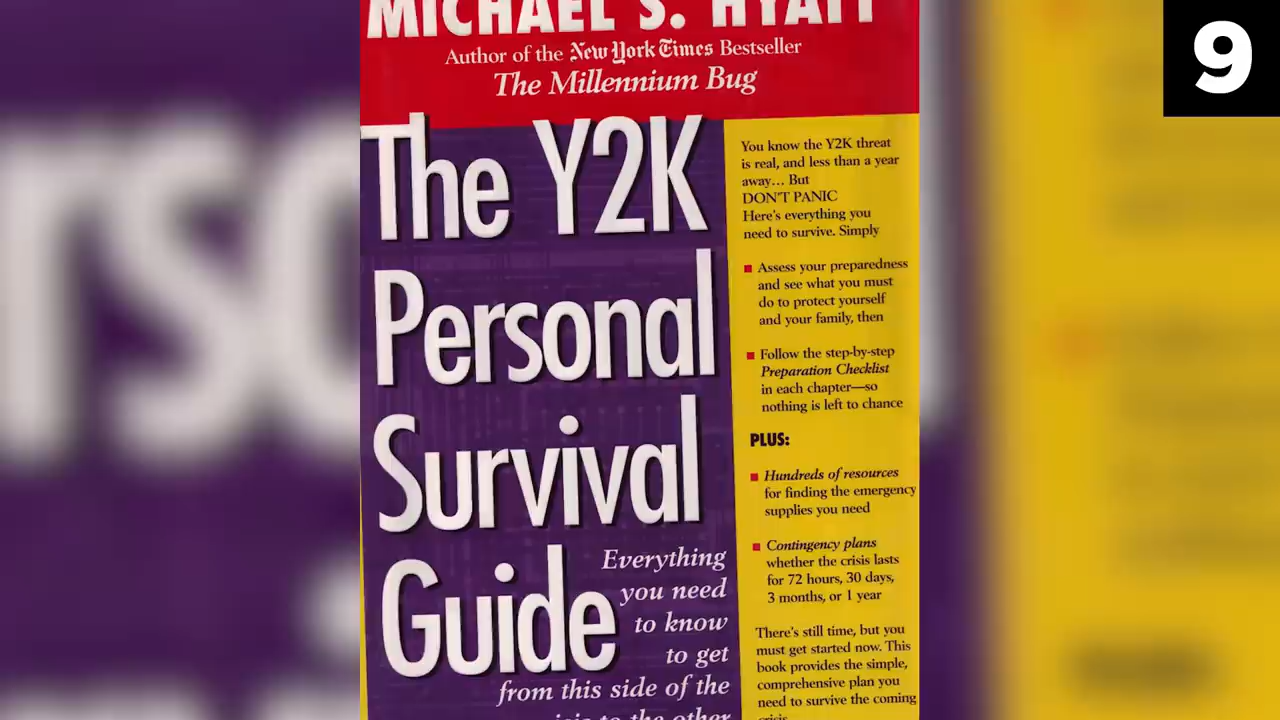 MICHAEL S. HYATT
Author of the New York Times Bestseller
The Millennium Bug
The Y2K
Personal
Survival
Guide
Everything
you need
to know
to get
from this side of the
to the other
You know the Y2K threat
is real, and less than a year
away... But
DON'T PANIC
Here's everything you
need to survive. Simply
Assess your preparedness
and see what you must
do to protect yourself
and your family, then
Follow the step-by-step
Preparation Checklist
in each chapter—so
nothing is left to chance
PLUS:
Hundreds of resources
for finding the emergency
supplies you need
Contingency plans
whether the crisis lasts
for 72 hours, 30 days,
3 months, or 1 year
There's still time, but you
must get started now. This
book provides the simple,
comprehensive plan you
need to survive the coming
crisis.
9